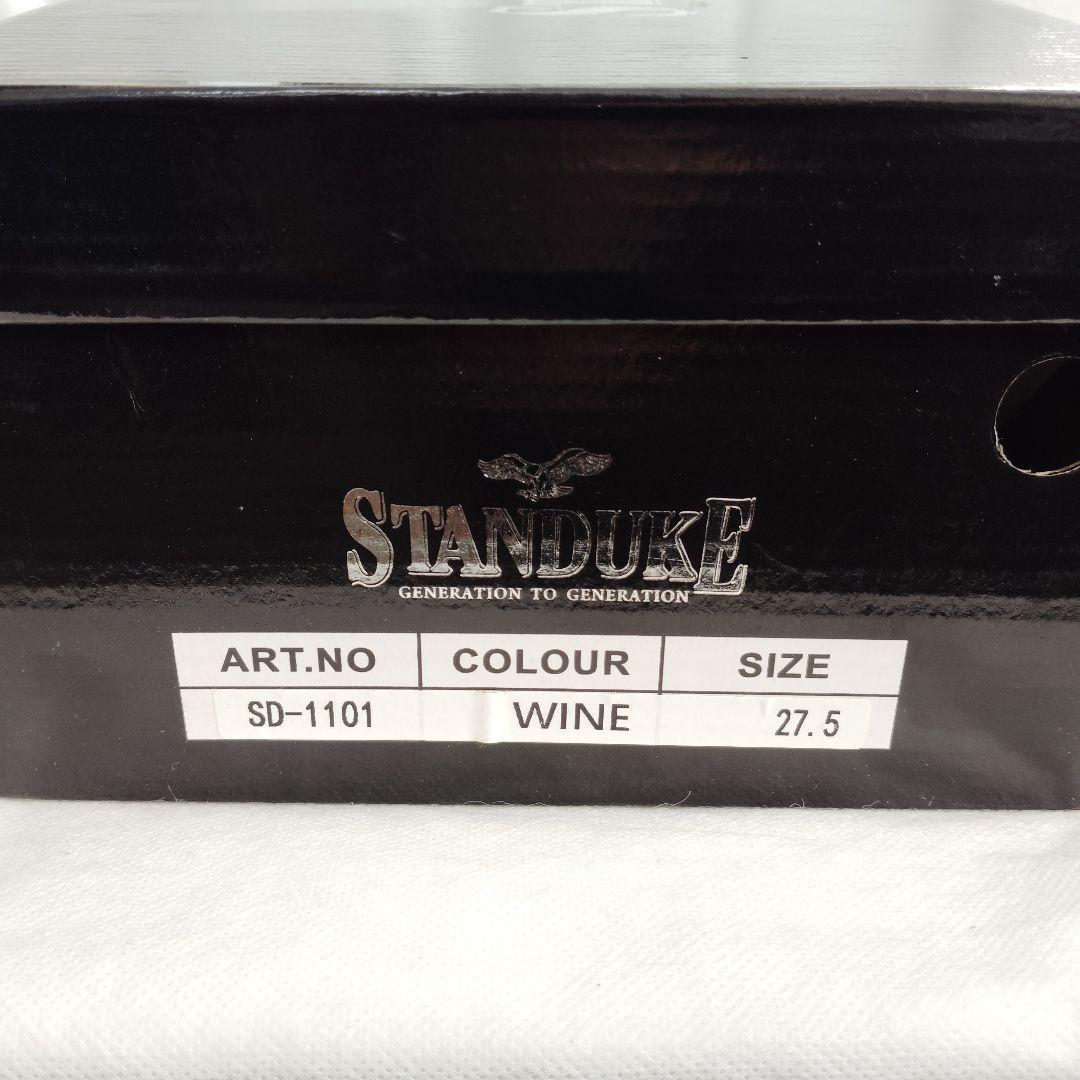 STANDUKE
GENERATION TO GENERATION
ART.NO COLOUR SIZE
SD-1101 WINE 27.5